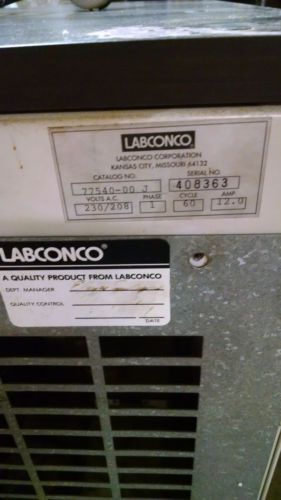 LABCONCO
LABCONCO CORPORATION
KANSAS CITY, MISSOURI 64132
CATALOG NO. SERIAL NO.
77540-00 J 408363
VOLTS A.C. PHASE CYCLE AMP
230/208 1 60 12.0
LABCONCO®
A QUALITY PRODUCT FROM LABCONCO
DEPT. MANAGER
QUALITY CONTROL
DATE